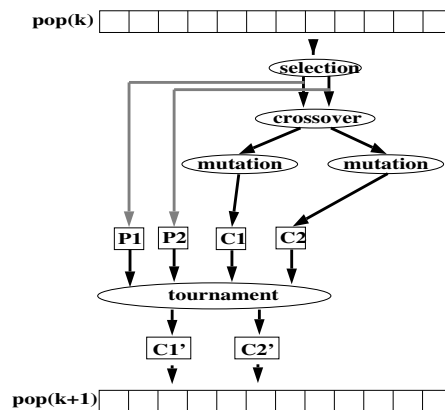 pop(k)
selection
crossover
mutation mutation
P1 P2 C1 C2
tournament
C1' C2'
pop(k+1)